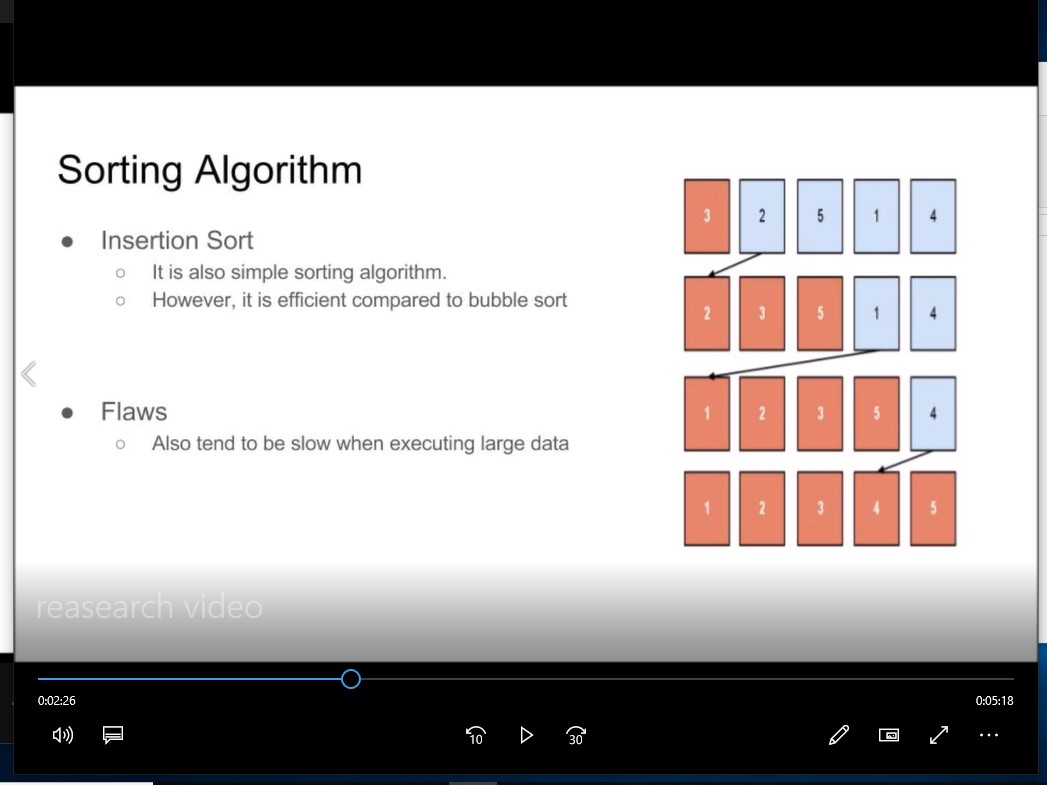 Sorting Algorithm
● Insertion Sort
○ It is also simple sorting algorithm.
○ However, it is efficient compared to bubble sort
● Flaws
○ Also tend to be slow when executing large data
3 2 5 1 4
2 3 5 1 4
1 2 3 5 4
1 2 3 4 5
reasearch video
0:02:26
0:05:18
10
30